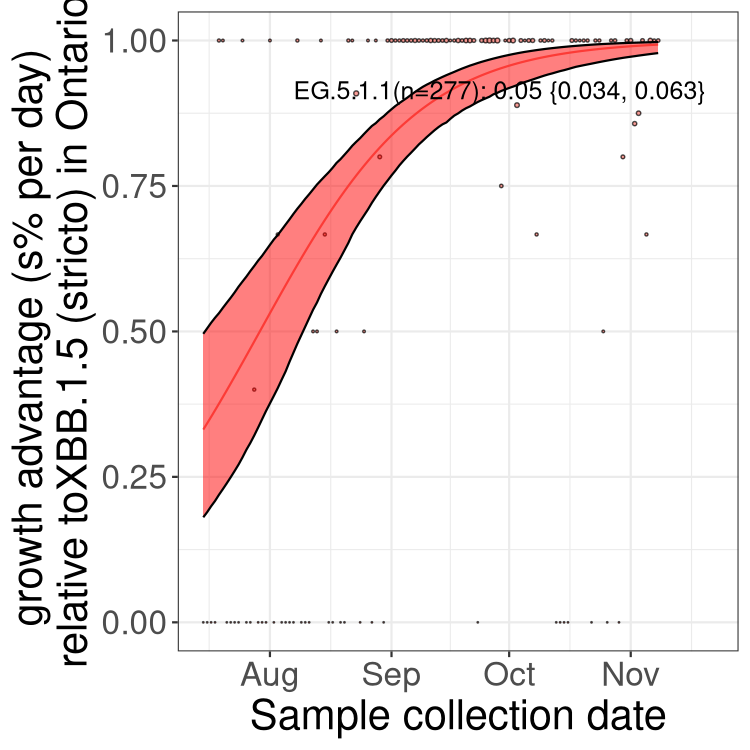 growth advantage (s% per day)
relative toXBB.1.5 (stricto) in Ontario
1.00
0.75
0.50
0.25
0.00
EG.5.1.1(n=277): 0.05 {0.034, 0.063}
Aug Sep Oct Nov
Sample collection date